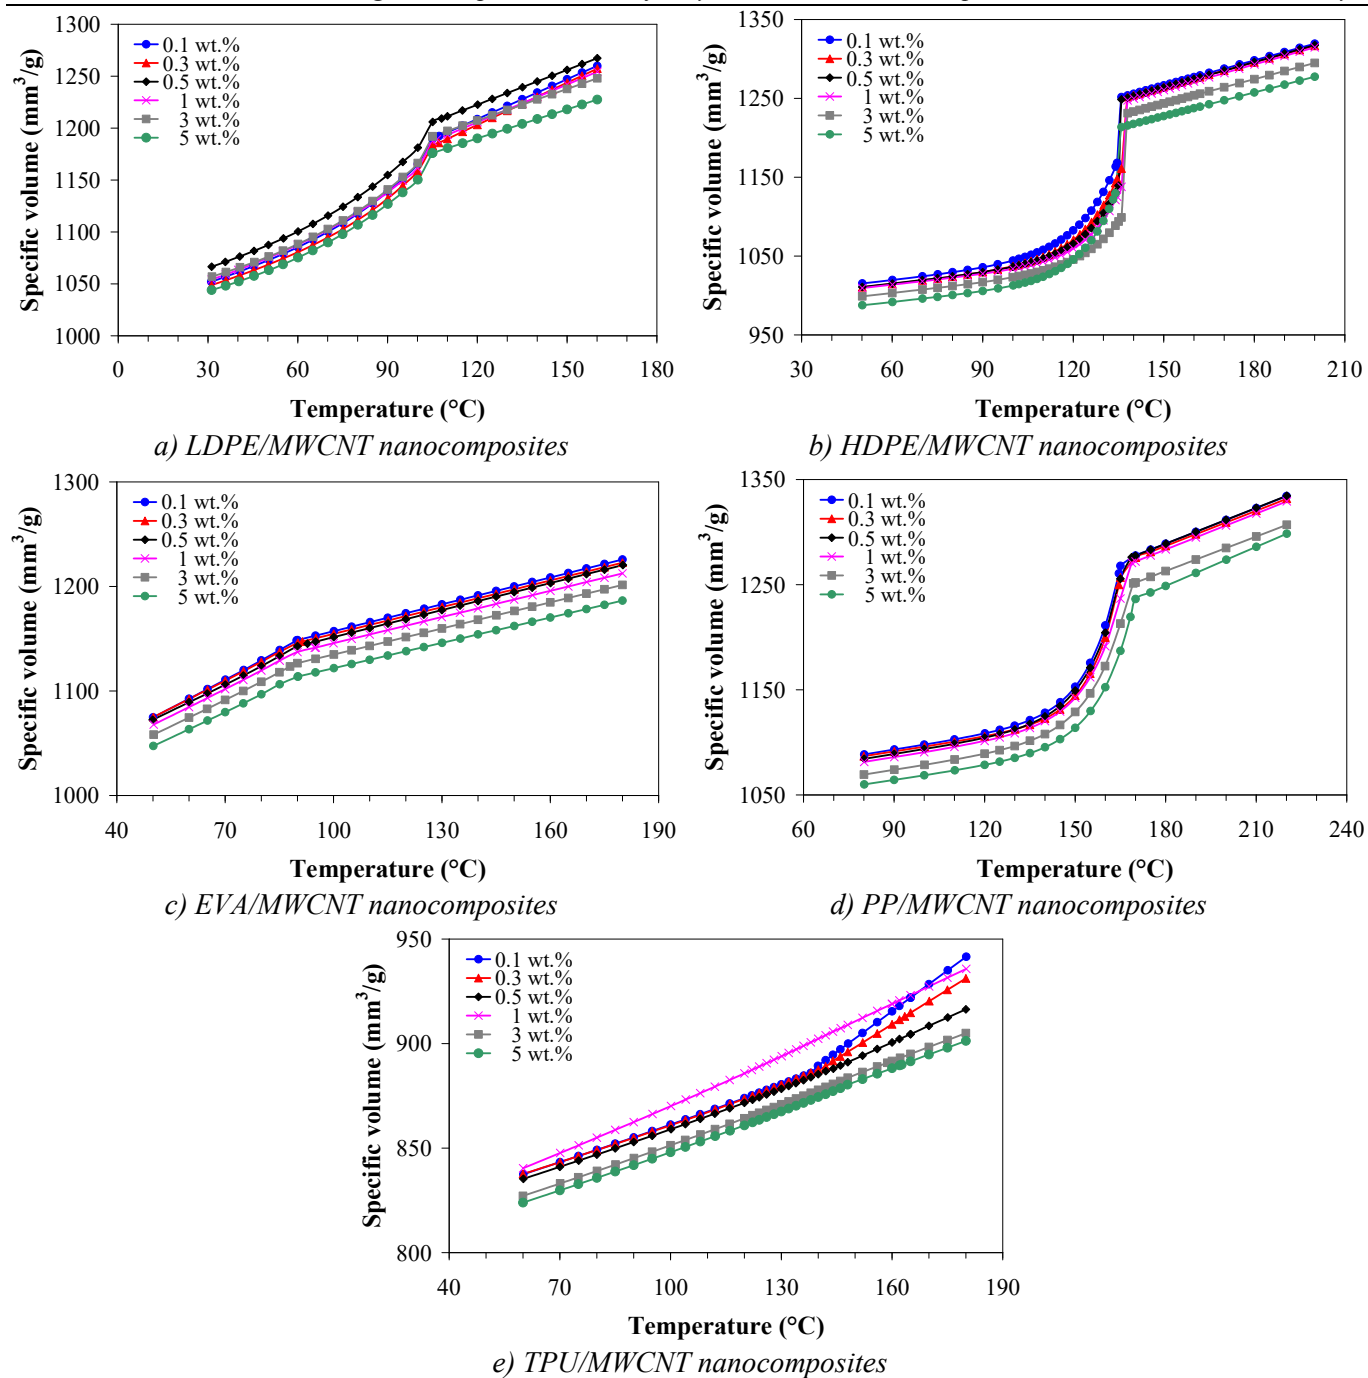 1300
1250
1200
1150
1100
1050
1000
Specific volume (mm³/g)
0.1 wt.%
0.3 wt.%
0.5 wt.%
1 wt.%
3 wt.%
5 wt.%
0 30 60 90 120 150 180
Temperature (°C)
a) LDPE/MWCNT nanocomposites
1350
1250
1150
1050
950
Specific volume (mm³/g)
0.1 wt.%
0.3 wt.%
0.5 wt.%
1 wt.%
3 wt.%
5 wt.%
30 60 90 120 150 180 210
Temperature (°C)
b) HDPE/MWCNT nanocomposites
1300
1200
1100
1000
Specific volume (mm³/g)
0.1 wt.%
0.3 wt.%
0.5 wt.%
1 wt.%
3 wt.%
5 wt.%
40 70 100 130 160 190
Temperature (°C)
c) EVA/MWCNT nanocomposites
1350
1250
1150
1050
Specific volume (mm³/g)
0.1 wt.%
0.3 wt.%
0.5 wt.%
1 wt.%
3 wt.%
5 wt.%
60 90 120 150 180 210 240
Temperature (°C)
d) PP/MWCNT nanocomposites
950
900
850
800
Specific volume (mm³/g)
0.1 wt.%
0.3 wt.%
0.5 wt.%
1 wt.%
3 wt.%
5 wt.%
40 70 100 130 160 190
Temperature (°C)
e) TPU/MWCNT nanocomposites